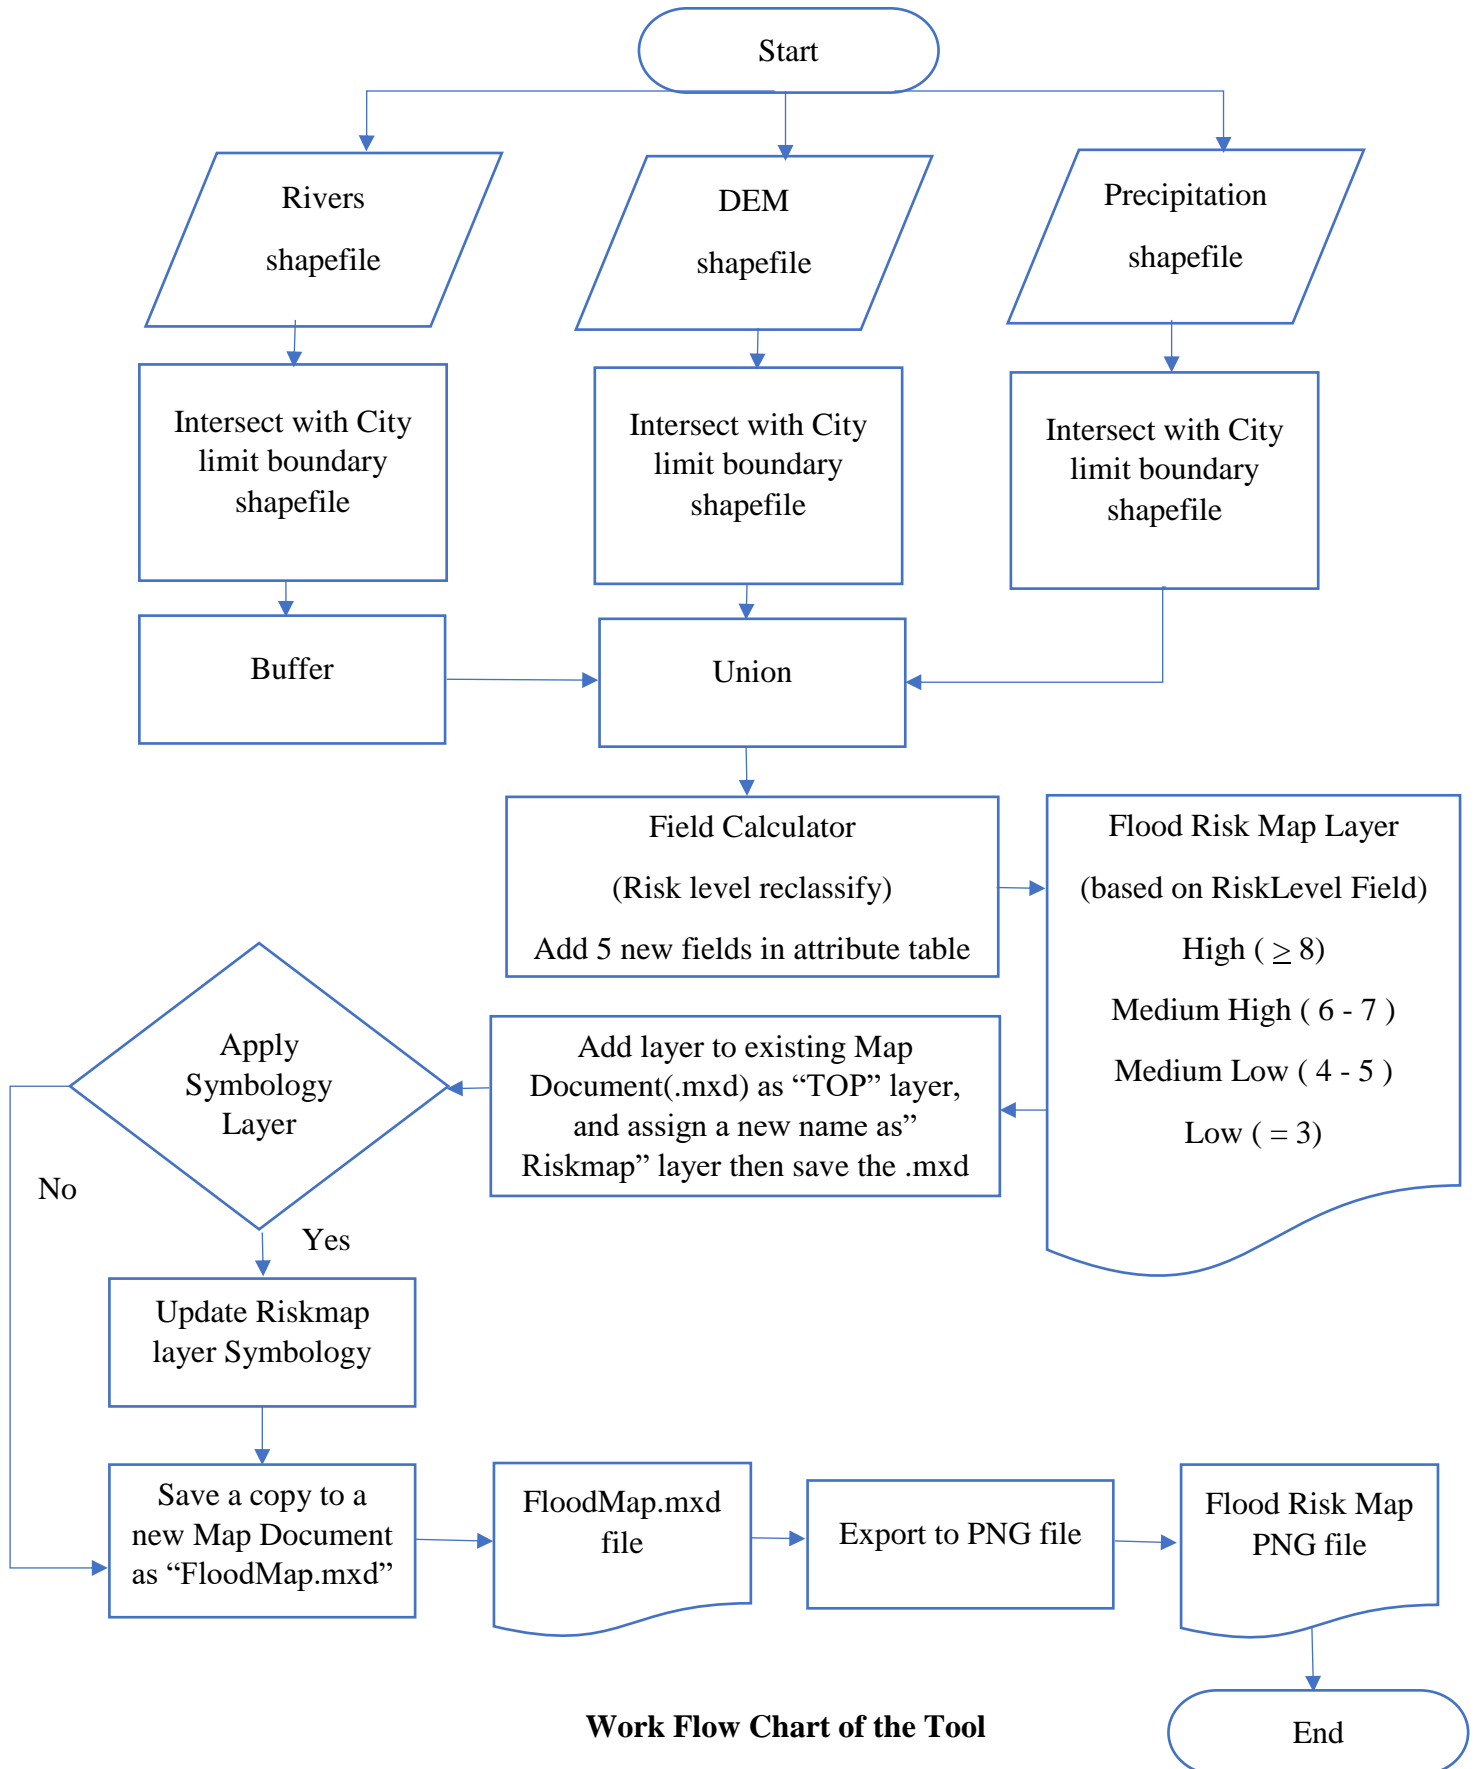 Start
Rivers
shapefile
DEM
shapefile
Precipitation
shapefile
Intersect with City
limit boundary
shapefile
Intersect with City
limit boundary
shapefile
Intersect with City
limit boundary
shapefile
Buffer
Union
Field Calculator
(Risk level reclassify)
Add 5 new fields in attribute table
Flood Risk Map Layer
(based on RiskLevel Field)
High ( ≥ 8)
Medium High ( 6 - 7 )
Medium Low ( 4 - 5 )
Low ( = 3)
Add layer to existing Map
Document(.mxd) as “TOP” layer,
and assign a new name as”
Riskmap” layer then save the .mxd
Apply
Symbology
Layer
No
Yes
Update Riskmap
layer Symbology
Save a copy to a
new Map Document
as “FloodMap.mxd”
FloodMap.mxd
file
Export to PNG file
Flood Risk Map
PNG file
Work Flow Chart of the Tool
End